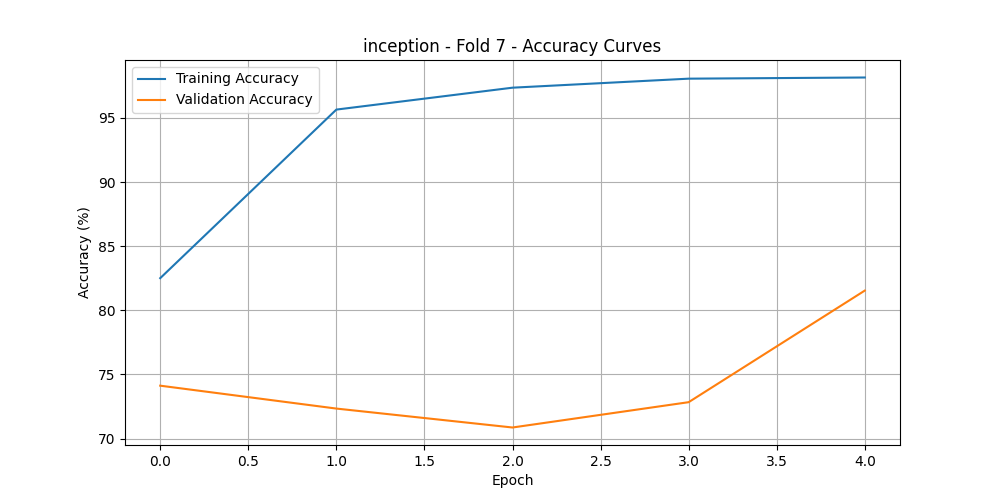 inception - Fold 7 - Accuracy Curves
Training Accuracy
Validation Accuracy
95
90
85
80
75
70
Accuracy (%)
0.0 0.5 1.0 1.5 2.0 2.5 3.0 3.5 4.0
Epoch